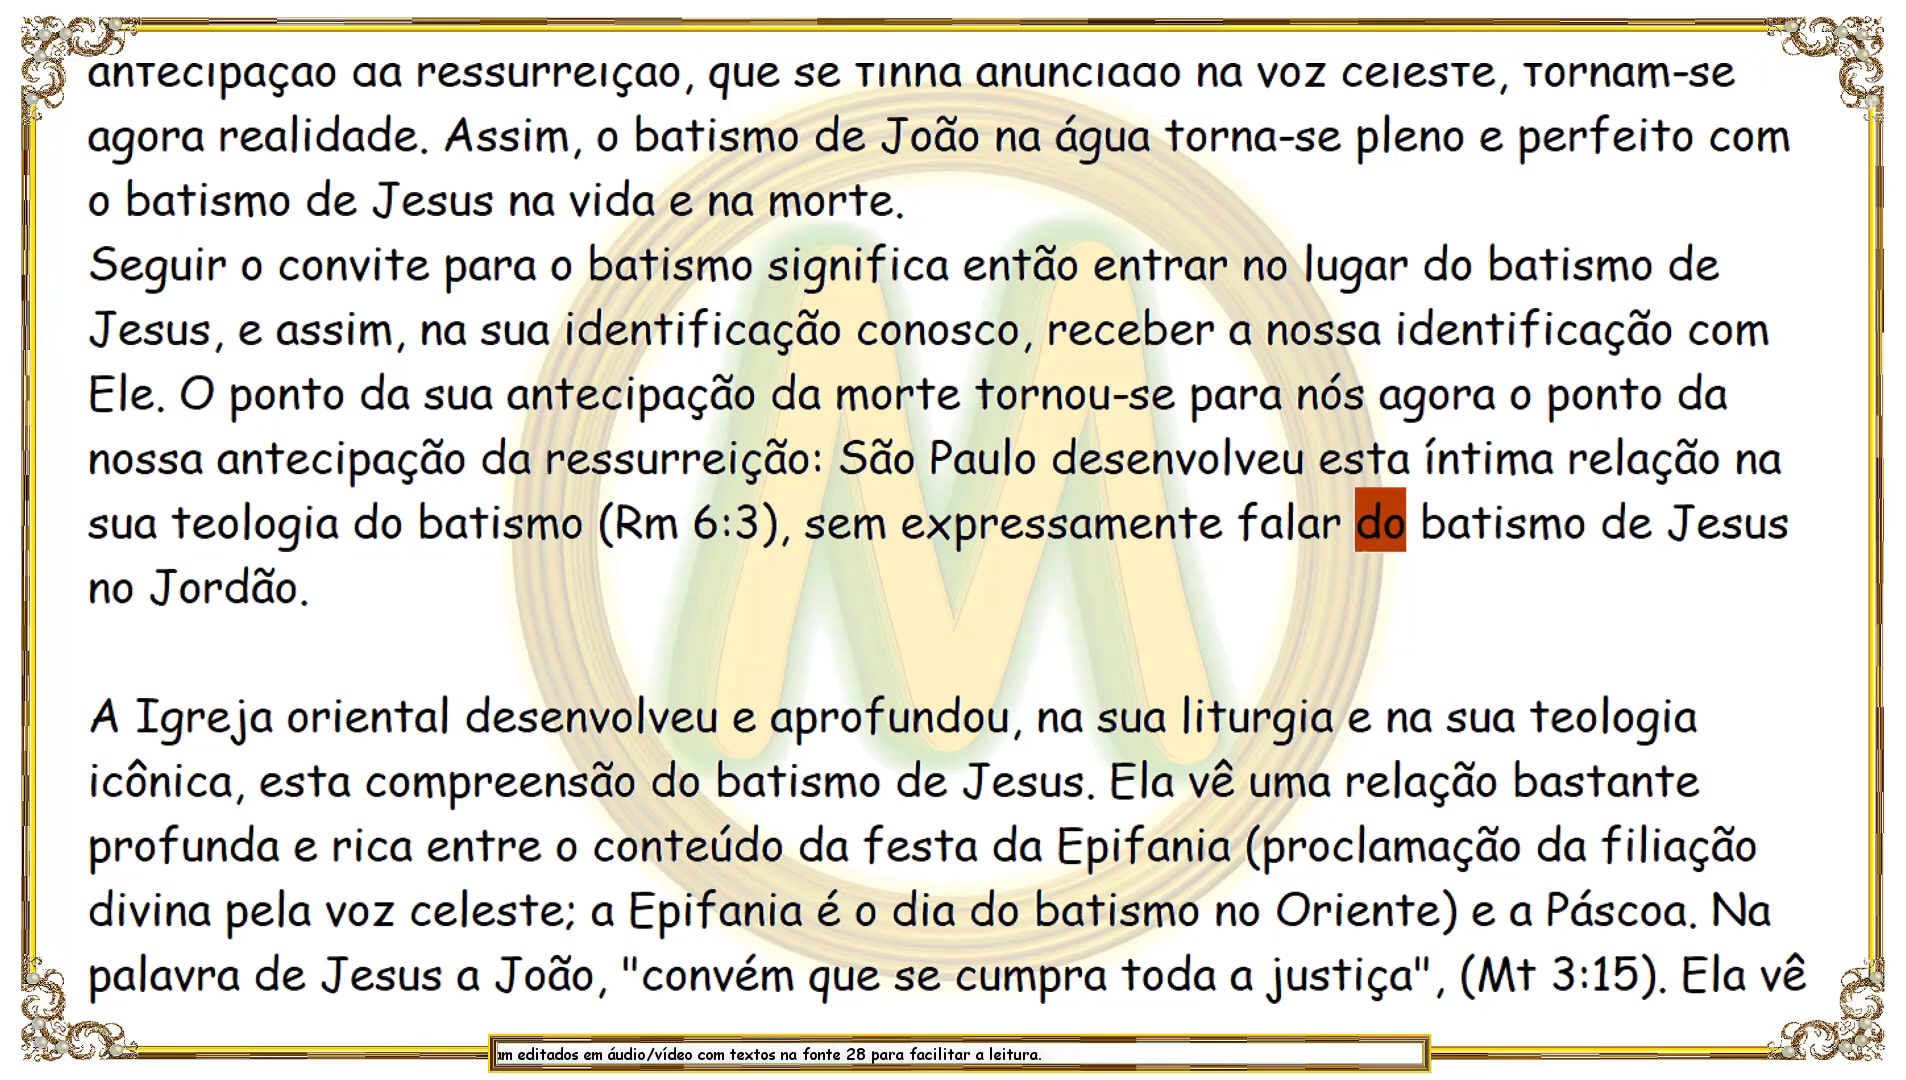 antecipação da ressurreição, que se tinha anunciado na voz celeste, tornam-se
agora realidade. Assim, o batismo de João na água torna-se pleno e perfeito com
o batismo de Jesus na vida e na morte.
Seguir o convite para o batismo significa então entrar no lugar do batismo de
Jesus, e assim, na sua identificação conosco, receber a nossa identificação com
Ele. O ponto da sua antecipação da morte tornou-se para nós agora o ponto da
nossa antecipação da ressurreição: São Paulo desenvolveu esta íntima relação na
sua teologia do batismo (Rm 6:3), sem expressamente falar do batismo de Jesus
no Jordão.
A Igreja oriental desenvolveu e aprofundou, na sua liturgia e na sua teologia
icônica, esta compreensão do batismo de Jesus. Ela vê uma relação bastante
profunda e rica entre o conteúdo da festa da Epifania (proclamação da filiação
divina pela voz celeste; a Epifania é o dia do batismo no Oriente) e a Páscoa. Na
palavra de Jesus a João, "convém que se cumpra toda a justiça", (Mt 3:15). Ela vê
editados em áudio/vídeo com textos na fonte 28 para facilitar a leitura.